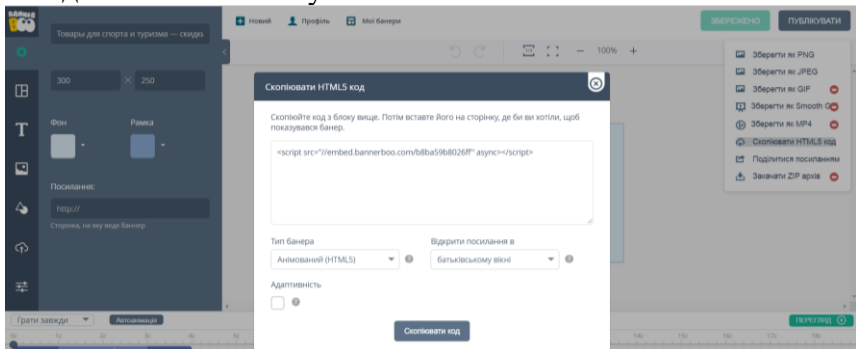 Новий Профіль Мої банери
ЗБЕРЕЖЕНО ПУБЛІКУВАТИ
Товары для спорта и туризма — скидки
100%
300 × 250
Фон Рамка
Посилання:
http://
Сторінка, на яку веде банер
Скопіювати HTML5 код
Скопіюйте код з блоку вище. Потім вставте його на сторінку, де би ви хотіли, щоб
показувався банер.
<script src="//embed.bannerboo.com/b8ba59b8026ff" async></script>
Тип банера Відкрити посилання в
Анімований (HTML5) батьківському вікні
Адаптивність
Скопіювати код
Зберегти як PNG
Зберегти як JPEG
Зберегти як GIF
Зберегти як Smooth
Зберегти як MP4
Скопіювати HTML5 код
Поділитися посиланням
Закачати ZIP архів
Грати завжди Автоанімація
ПЕРЕГЛЯД